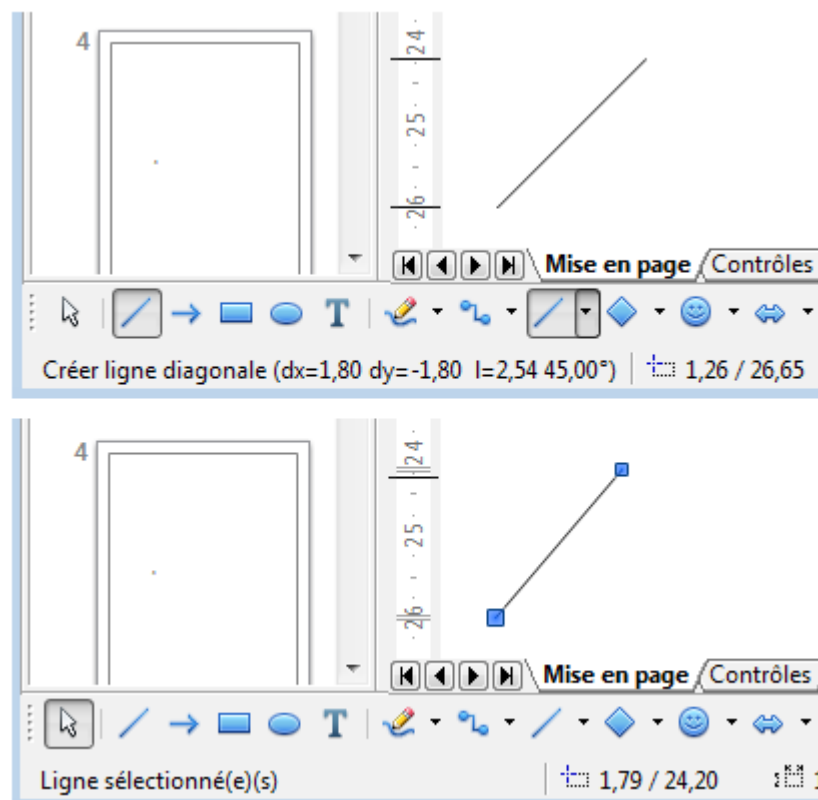 4
24
25
26
Mise en page Contrôles
T
Créer ligne diagonale (dx=1,80 dy=-1,80 l=2,54 45,00°) 1,26 / 26,65
4
24
25
26
Mise en page Contrôles
T
Ligne sélectionné(e)(s) 1,79 / 24,20